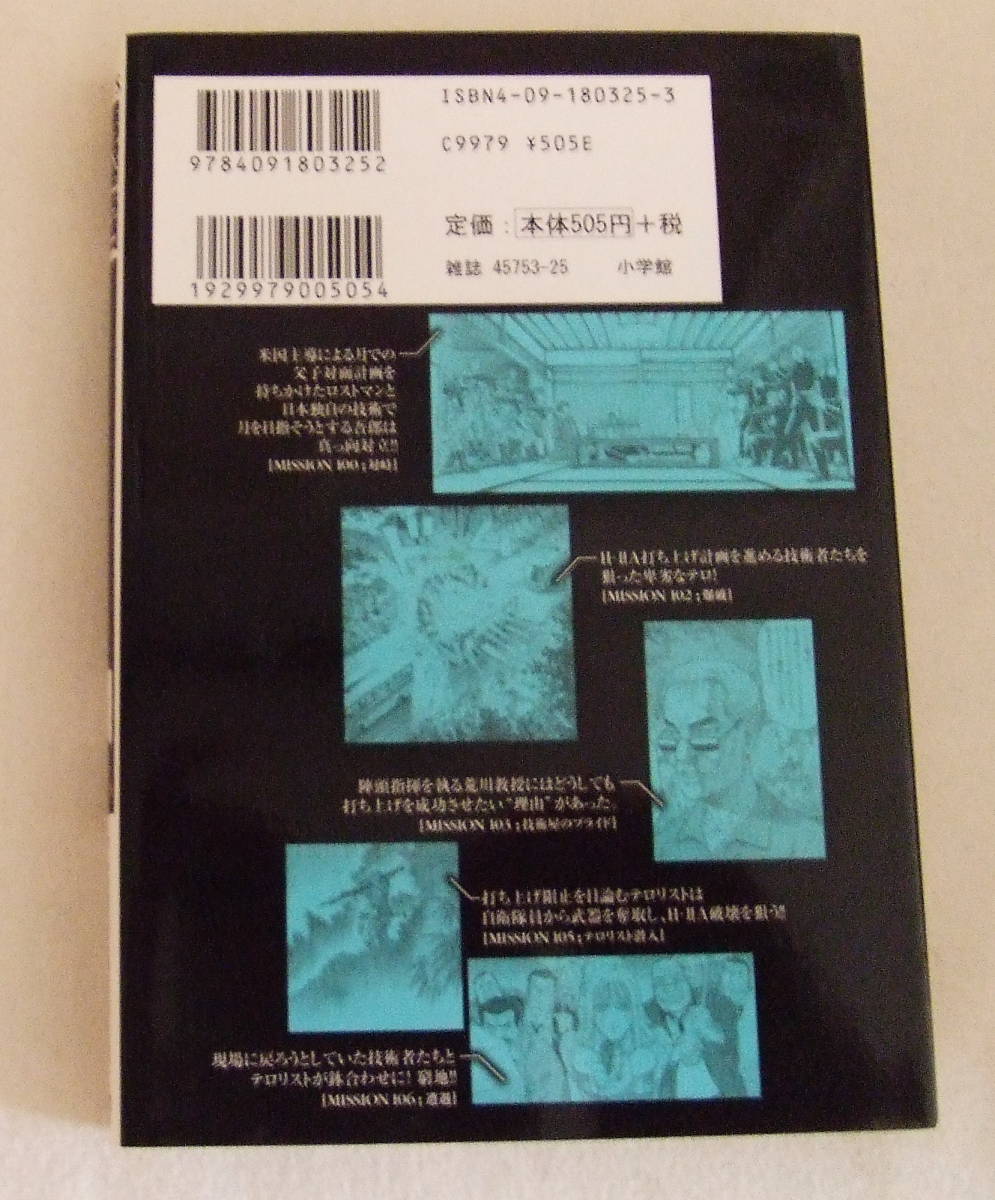 ISBN4-09-180325-3
9784091803252
C9979 ¥505E
定価：本体505円＋税
雑誌 45753-25 小学館
1929979005054
米国主導による月での
父子対面計画を
持ちかけたロストマンと
日本独自の技術で
月を目指そうとする吾郎は
真っ向対立!!
[MISSION 100；対峙]
H-IIA打ち上げ計画を進める技術者たちを
狙った卑劣なテロ!
[MISSION 102；爆破]
陣頭指揮を執る荒川教授にはどうしても
打ち上げを成功させたい“理由”があった。
[MISSION 103；技術屋のプライド]
打ち上げ阻止を目論むテロリストは
自衛隊員から武器を奪取し、H-IIA破壊を狙う!!
[MISSION 105；テロリスト潜入]
現場に戻ろうとしていた技術者たちと
テロリストが鉢合わせに! 窮地!!
[MISSION 106；遭遇]